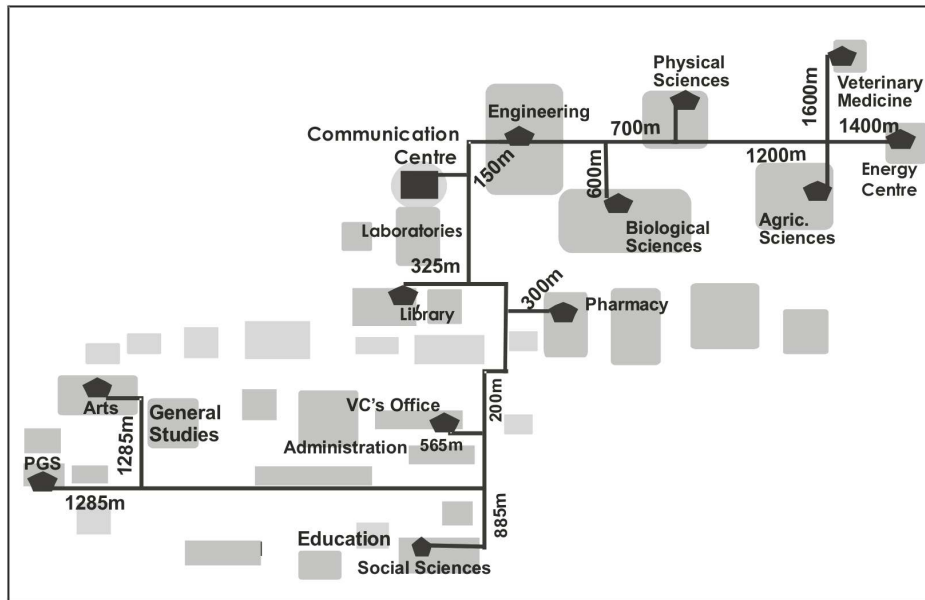 Physical
Sciences
Veterinary
Medicine
1600m
Engineering
700m
1400m
Communication
Centre
150m
600m
1200m
Energy
Centre
Biological
Sciences
Agric.
Sciences
Laboratories
325m
300m
Library
Pharmacy
Arts
General
Studies
1285m
VC's Office
200m
Administration
565m
PGS
1285m
885m
Education
Social Sciences